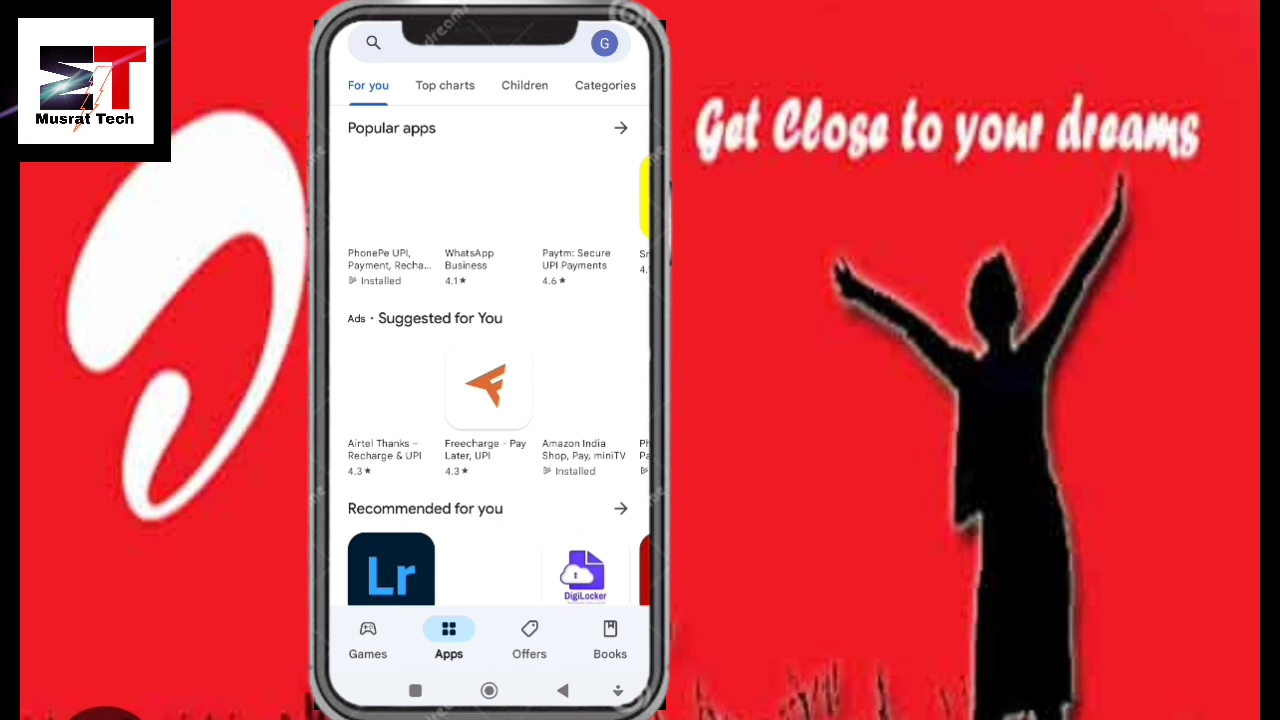 Musrat Tech
Get Close to your dreams
G
For you
Top charts
Children
Categories
Popular apps
PhonePe UPI,
Payment, Recha...
Installed
WhatsApp
Business
4.1★
Paytm: Secure
UPI Payments
4.6★
Ads • Suggested for You
Airtel Thanks –
Recharge & UPI
4.3★
Freecharge - Pay
Later, UPI
4.3★
Amazon India
Shop, Pay, miniTV
Installed
Recommended for you
Lr
DigiLocker
Games
Apps
Offers
Books